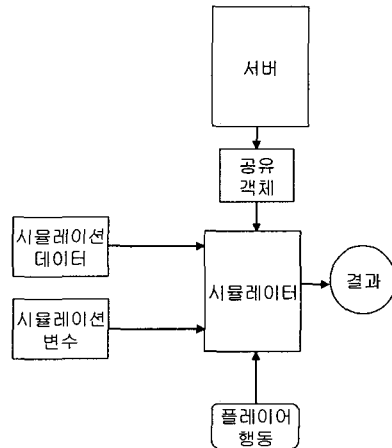 서버
공유
객체
시뮬레이션
데이터
시뮬레이터
결과
시뮬레이션
변수
플레이어
행동